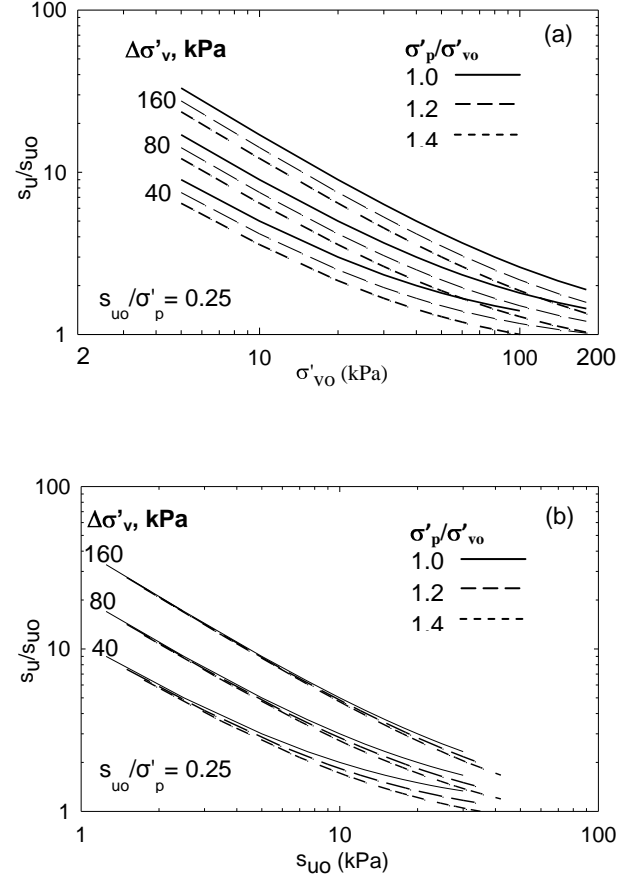 100
(a)
Δσ'v, kPa
σ'p/σ'vo
1.0
1.2
1.4
160
80
40
10
su/suo
suo/σ'p = 0.25
1
2
10
100
200
σ'vo (kPa)
100
(b)
Δσ'v, kPa
σ'p/σ'vo
1.0
1.2
1.4
160
80
40
10
su/suo
suo/σ'p = 0.25
1
1
10
100
suo (kPa)